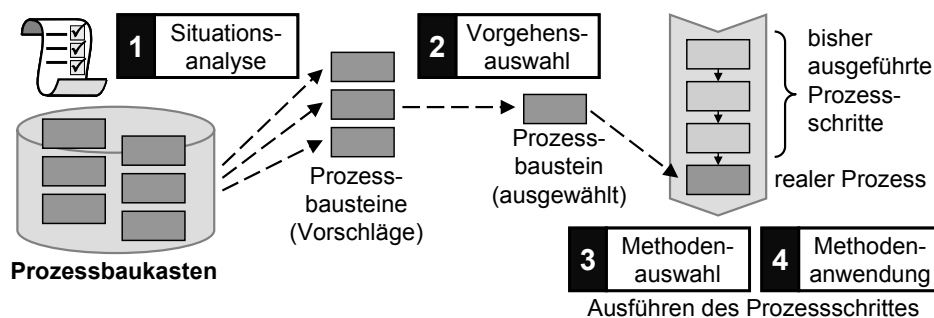 1
Situations-
analyse
2
Vorgehens-
auswahl
bisher
ausgeführte
Prozess-
schritte
Prozess-
bausteine
(Vorschläge)
Prozess-
baustein
(ausgewählt)
realer Prozess
Prozessbaukasten
3
Methoden-
auswahl
4
Methoden-
anwendung
Ausführen des Prozessschrittes